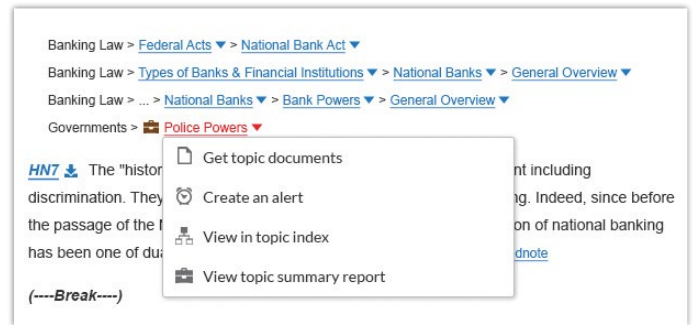 Banking Law > Federal Acts ▼ > National Bank Act ▼
Banking Law > Types of Banks & Financial Institutions ▼ > National Banks ▼ > General Overview ▼
Banking Law > ... > National Banks ▼ > Bank Powers ▼ > General Overview ▼
Governments > Police Powers ▼
Get topic documents
Create an alert
View in topic index
View topic summary report
HN7 The "histor nt including
discrimination. They ng. Indeed, since before
the passage of the on of national banking
has been one of dua dnote
(----Break----)